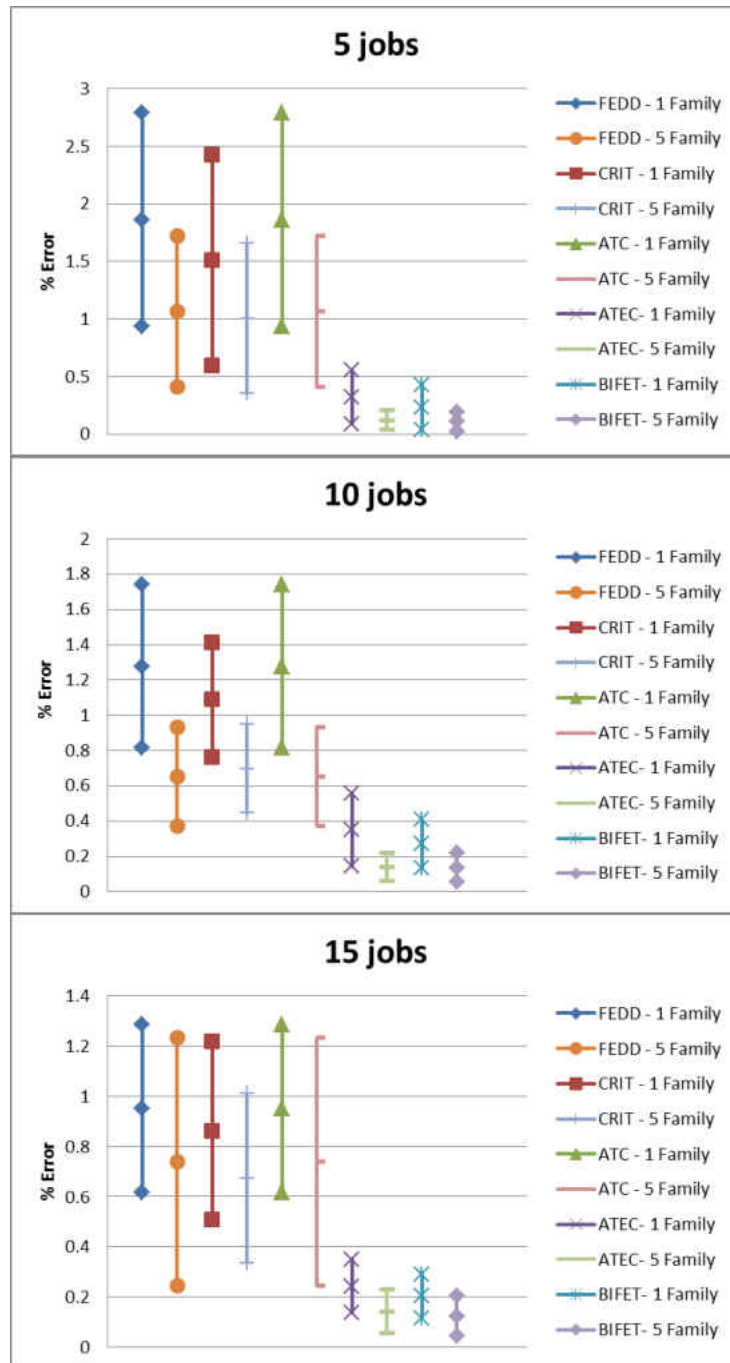 5 jobs
3
2.5
2
1.5
1
0.5
0
% Error
FEDD - 1 Family
FEDD - 5 Family
CRIT - 1 Family
CRIT - 5 Family
ATC - 1 Family
ATC - 5 Family
ATEC- 1 Family
ATEC- 5 Family
BIFET- 1 Family
BIFET- 5 Family
10 jobs
2
1.8
1.6
1.4
1.2
1
0.8
0.6
0.4
0.2
0
% Error
FEDD - 1 Family
FEDD - 5 Family
CRIT - 1 Family
CRIT - 5 Family
ATC - 1 Family
ATC - 5 Family
ATEC- 1 Family
ATEC- 5 Family
BIFET- 1 Family
BIFET- 5 Family
15 jobs
1.4
1.2
1
0.8
0.6
0.4
0.2
0
% Error
FEDD - 1 Family
FEDD - 5 Family
CRIT - 1 Family
CRIT - 5 Family
ATC - 1 Family
ATC - 5 Family
ATEC- 1 Family
ATEC- 5 Family
BIFET- 1 Family
BIFET- 5 Family